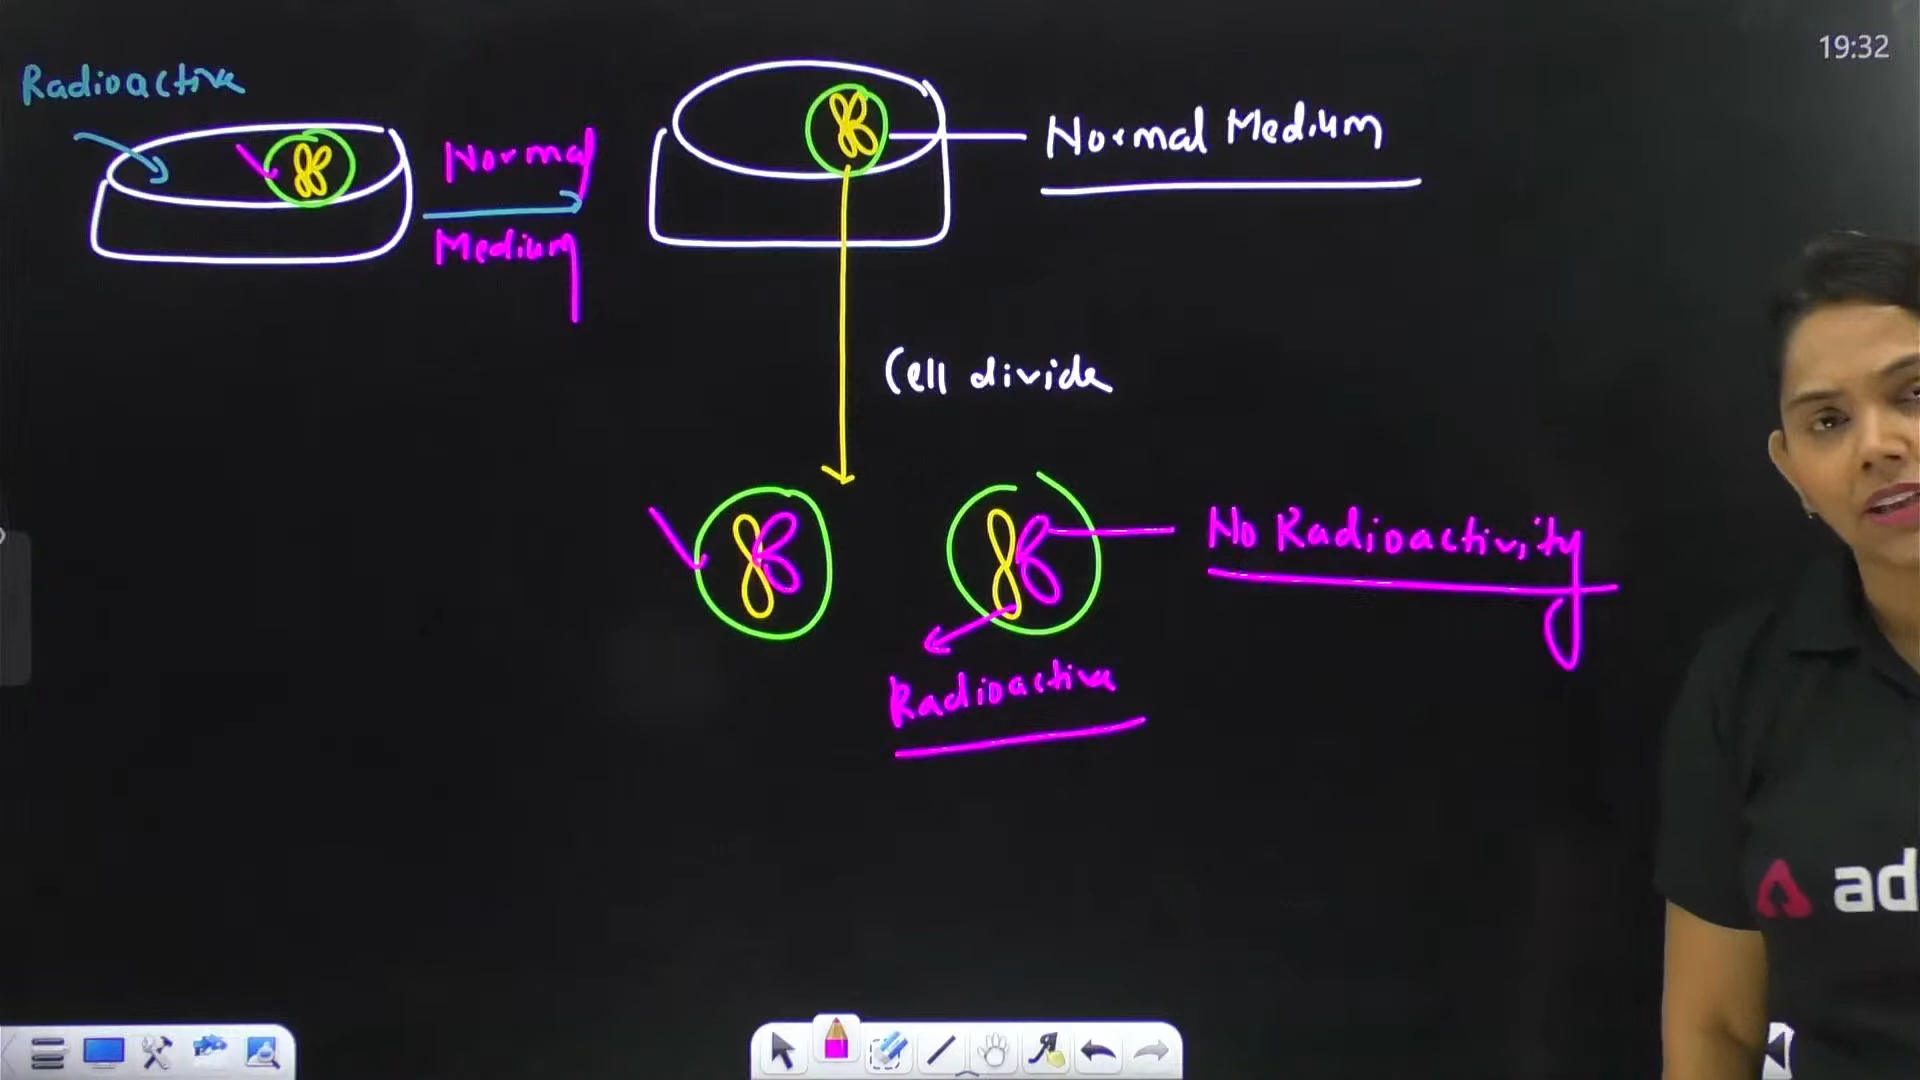 19:32
Radioactive
Normal
Medium
Normal Medium
Cell divide
No Radioactivity
Radioactive
ad